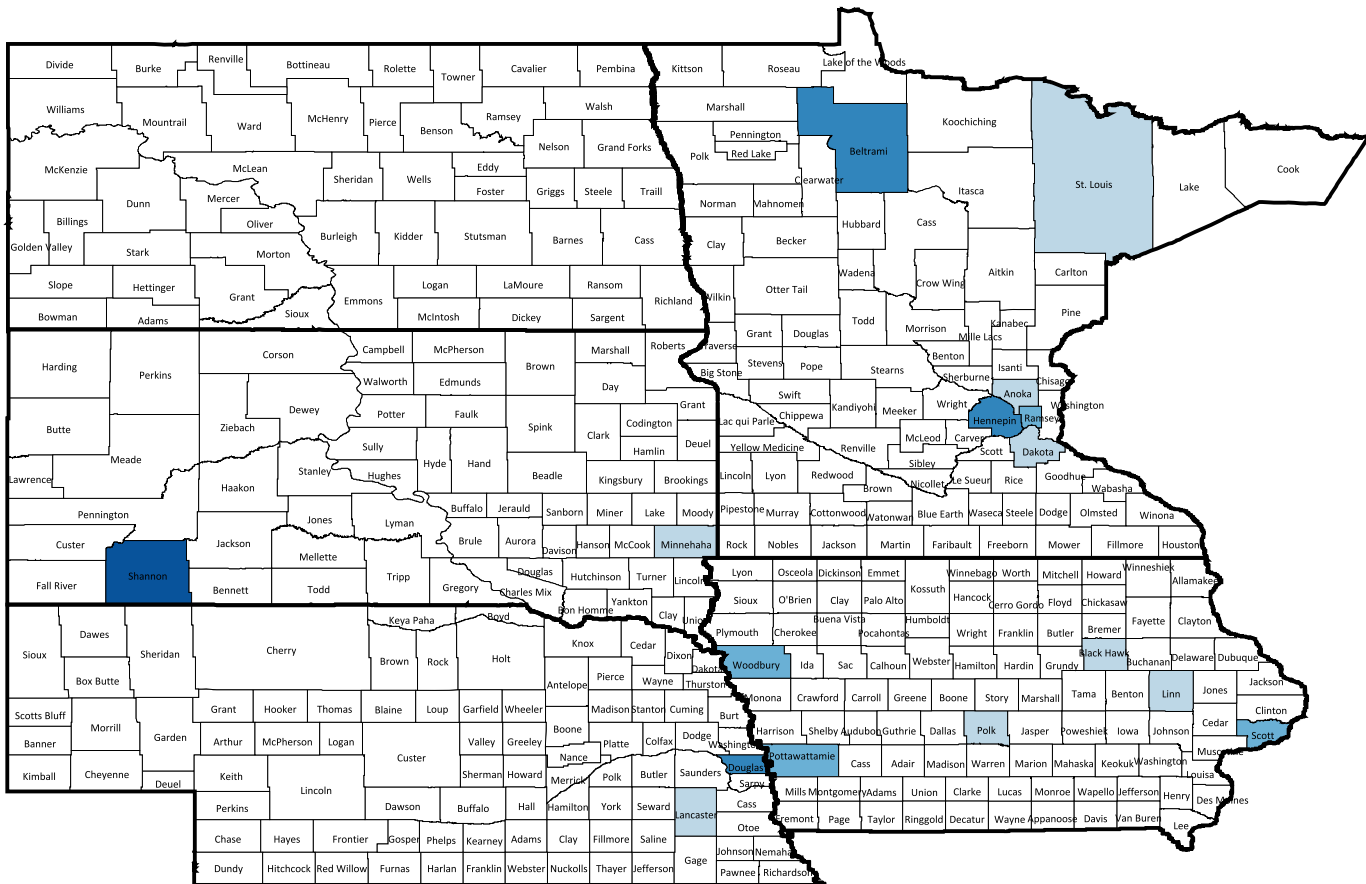 Divide
Burke
Renville
Bottineau
Rolette
Towner
Cavalier
Pembina
Kittson
Roseau
Lake of the Woods
Williams
Mountrail
Ward
McHenry
Pierce
Benson
Ramsey
Walsh
Marshall
Beltrami
Koochiching
St. Louis
Lake
Cook
Nelson
Grand Forks
Pennington
Red Lake
Polk
Clearwater
Itasca
McKenzie
McLean
Sheridan
Wells
Eddy
Foster
Griggs
Steele
Traill
Norman
Mahnomen
Hubbard
Cass
Dunn
Mercer
Oliver
Billings
Golden Valley
Stark
Morton
Burleigh
Kidder
Stutsman
Barnes
Cass
Clay
Becker
Wadena
Crow Wing
Aitkin
Carlton
Slope
Hettinger
Grant
Sioux
Emmons
Logan
LaMoure
Ransom
Richland
Wilkin
Otter Tail
Bowman
Adams
McIntosh
Dickey
Sargent
Todd
Morrison
Mille Lacs
Kanabec
Pine
Harding
Perkins
Corson
Campbell
McPherson
Brown
Marshall
Roberts
Grant
Douglas
Benton
Walworth
Edmunds
Day
Big Stone
Stevens
Pope
Stearns
Sherburne
Isanti
Chisago
Butte
Ziebach
Dewey
Potter
Faulk
Spink
Clark
Codington
Grant
Swift
Chippewa
Kandiyohi
Meeker
Wright
Anoka
Hennepin
Ramsey
Washington
Lawrence
Meade
Sully
Hyde
Hand
Hamlin
Deuel
Lac qui Parle
Yellow Medicine
Renville
McLeod
Carver
Scott
Dakota
Haakon
Stanley
Hughes
Beadle
Kingsbury
Brookings
Lincoln
Lyon
Redwood
Sibley
Nicollet
Le Sueur
Rice
Goodhue
Wabasha
Pennington
Jones
Lyman
Buffalo
Jerauld
Sanborn
Miner
Lake
Moody
Pipestone
Murray
Cottonwood
Brown
Watonwan
Blue Earth
Waseca
Steele
Dodge
Olmsted
Winona
Custer
Jackson
Mellette
Brule
Aurora
Davison
Hanson
McCook
Minnehaha
Rock
Nobles
Jackson
Martin
Faribault
Freeborn
Mower
Fillmore
Houston
Fall River
Shannon
Bennett
Todd
Tripp
Gregory
Douglas
Charles Mix
Hutchinson
Turner
Lincoln
Bon Homme
Yankton
Clay
Union
Lyon
Osceola
Dickinson
Emmet
Kossuth
Winnebago
Worth
Mitchell
Howard
Winneshiek
Allamakee
Sioux
O'Brien
Clay
Palo Alto
Hancock
Cerro Gordo
Floyd
Chickasaw
Plymouth
Cherokee
Buena Vista
Pocahontas
Humboldt
Wright
Franklin
Butler
Bremer
Fayette
Clayton
Sioux
Dawes
Box Butte
Sheridan
Cherry
Keya Paha
Boyd
Brown
Rock
Holt
Knox
Cedar
Dixon
Dakota
Antelope
Pierce
Wayne
Thurston
Woodbury
Ida
Sac
Calhoun
Webster
Hamilton
Hardin
Grundy
Black Hawk
Buchanan
Delaware
Dubuque
Scotts Bluff
Morrill
Garden
Grant
Hooker
Thomas
Blaine
Loup
Garfield
Wheeler
Madison
Stanton
Cuming
Burt
Monona
Crawford
Carroll
Greene
Boone
Story
Marshall
Tama
Benton
Linn
Jones
Jackson
Clinton
Banner
Arthur
McPherson
Logan
Custer
Valley
Greeley
Boone
Nance
Platte
Colfax
Dodge
Washington
Harrison
Shelby
Audubon
Guthrie
Dallas
Polk
Jasper
Poweshiek
Iowa
Johnson
Cedar
Scott
Kimball
Cheyenne
Deuel
Keith
Lincoln
Sherman
Howard
Merrick
Polk
Butler
Saunders
Douglas
Sarpy
Pottawattamie
Cass
Adair
Madison
Warren
Marion
Mahaska
Keokuk
Washington
Louisa
Perkins
Dawson
Buffalo
Hall
Hamilton
York
Seward
Lancaster
Cass
Otoe
Mills
Montgomery
Adams
Union
Clarke
Lucas
Monroe
Wapello
Jefferson
Henry
Des Moines
Chase
Hayes
Frontier
Gosper
Phelps
Kearney
Adams
Clay
Fillmore
Saline
Page
Taylor
Ringgold
Decatur
Wayne
Appanoose
Davis
Van Buren
Lee
Dundy
Hitchcock
Red Willow
Furnas
Harlan
Franklin
Webster
Nuckolls
Thayer
Jefferson
Gage
Johnson
Nemaha
Pawnee
Richardson